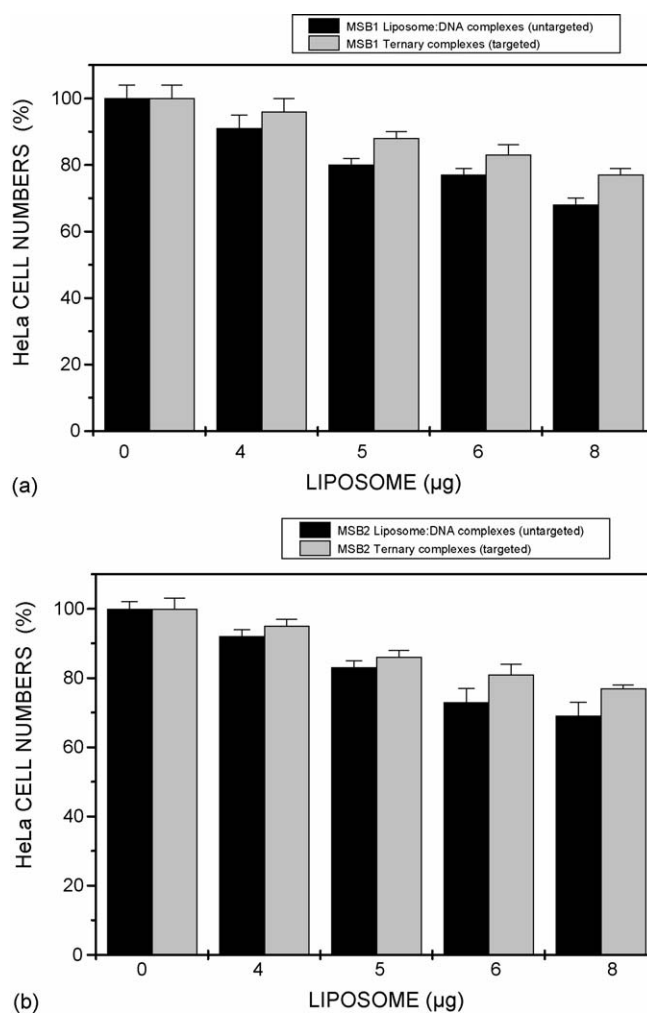 MSB1 Liposome:DNA complexes (untargeted)
MSB1 Ternary complexes (targeted)
HeLa CELL NUMBERS (%)
100
80
60
40
20
0
0 4 5 6 8
(a)
LIPOSOME (µg)
MSB2 Liposome:DNA complexes (untargeted)
MSB2 Ternary complexes (targeted)
HeLa CELL NUMBERS (%)
100
80
60
40
20
0
0 4 5 6 8
(b)
LIPOSOME (µg)